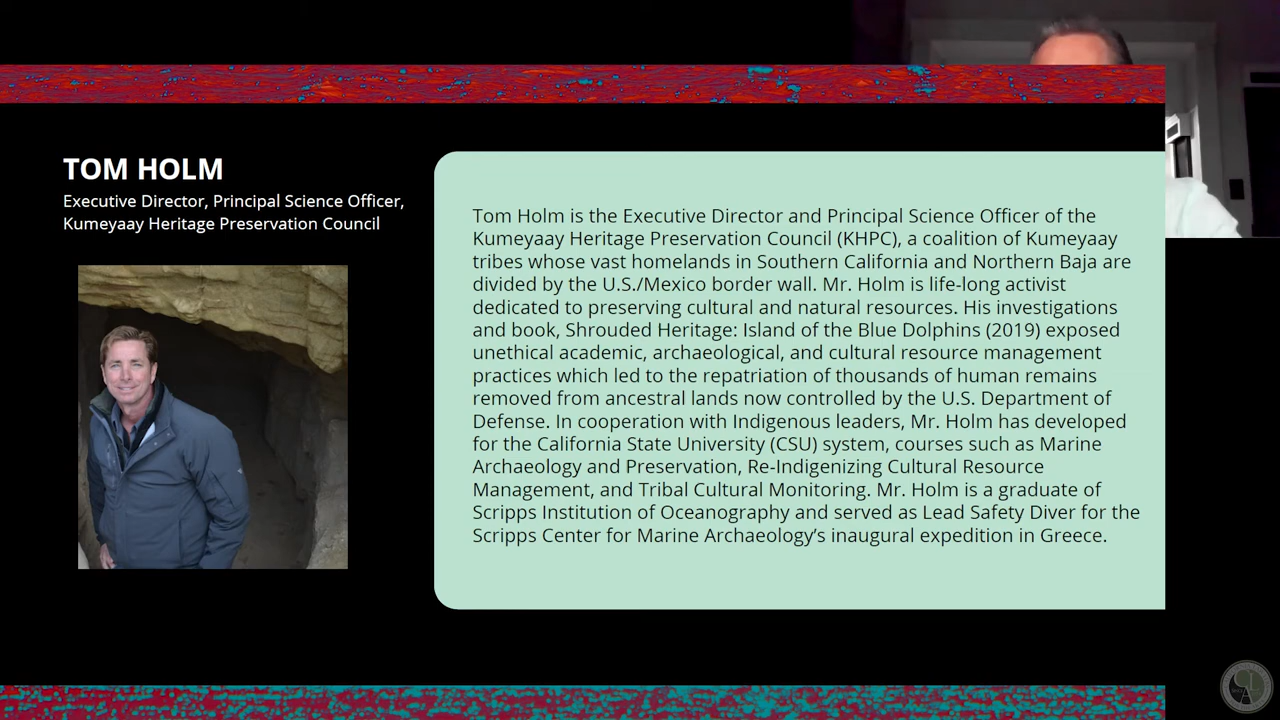 TOM HOLM
Executive Director, Principal Science Officer,
Kumeyaay Heritage Preservation Council
Tom Holm is the Executive Director and Principal Science Officer of the
Kumeyaay Heritage Preservation Council (KHPC), a coalition of Kumeyaay
tribes whose vast homelands in Southern California and Northern Baja are
divided by the U.S./Mexico border wall. Mr. Holm is life-long activist
dedicated to preserving cultural and natural resources. His investigations
and book, Shrouded Heritage: Island of the Blue Dolphins (2019) exposed
unethical academic, archaeological, and cultural resource management
practices which led to the repatriation of thousands of human remains
removed from ancestral lands now controlled by the U.S. Department of
Defense. In cooperation with Indigenous leaders, Mr. Holm has developed
for the California State University (CSU) system, courses such as Marine
Archaeology and Preservation, Re-Indigenizing Cultural Resource
Management, and Tribal Cultural Monitoring. Mr. Holm is a graduate of
Scripps Institution of Oceanography and served as Lead Safety Diver for the
Scripps Center for Marine Archaeology’s inaugural expedition in Greece.